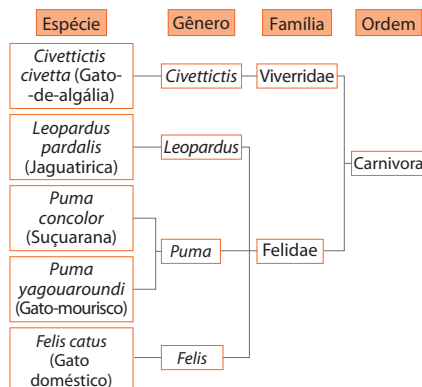 Espécie Gênero Família Ordem
Civettictis
civetta (Gato-
-de-algália)
Civettictis
Viverridae
Leopardus
pardalis
(Jaguatirica)
Leopardus
Carnivora
Puma
concolor
(Suçuarana)
Puma
Felidae
Puma
yagouaroundi
(Gato-mourisco)
Felis catus
(Gato
doméstico)
Felis